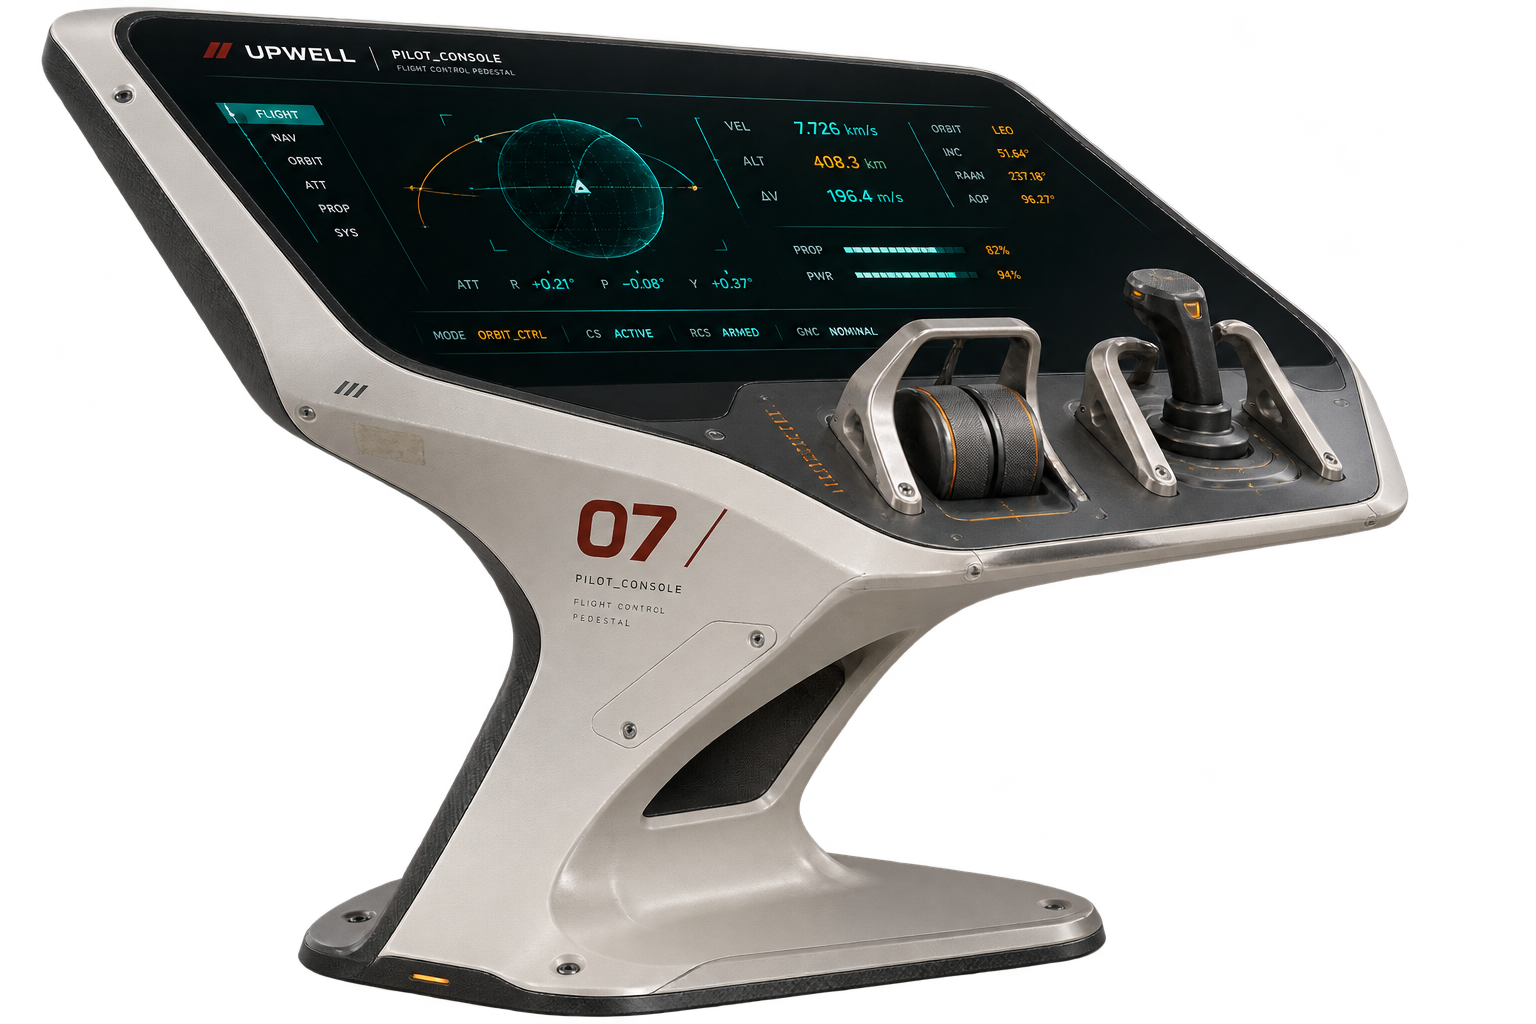 UPWELL
PILOT_CONSOLE
FLIGHT CONTROL PEDESTAL
FLIGHT
NAV
ORBIT
ATT
PROP
SYS
VEL 7.726 km/s
ALT 408.3 km
ΔV 196.4 m/s
ORBIT LEO
INC 51.64°
RAAN 237.18°
AOP 96.27°
PROP 82%
PWR 94%
ATT R +0.21° P −0.08° Y +0.37°
MODE ORBIT_CTRL CS ACTIVE RCS ARMED GNC NOMINAL
07/
PILOT_CONSOLE
FLIGHT CONTROL
PEDESTAL